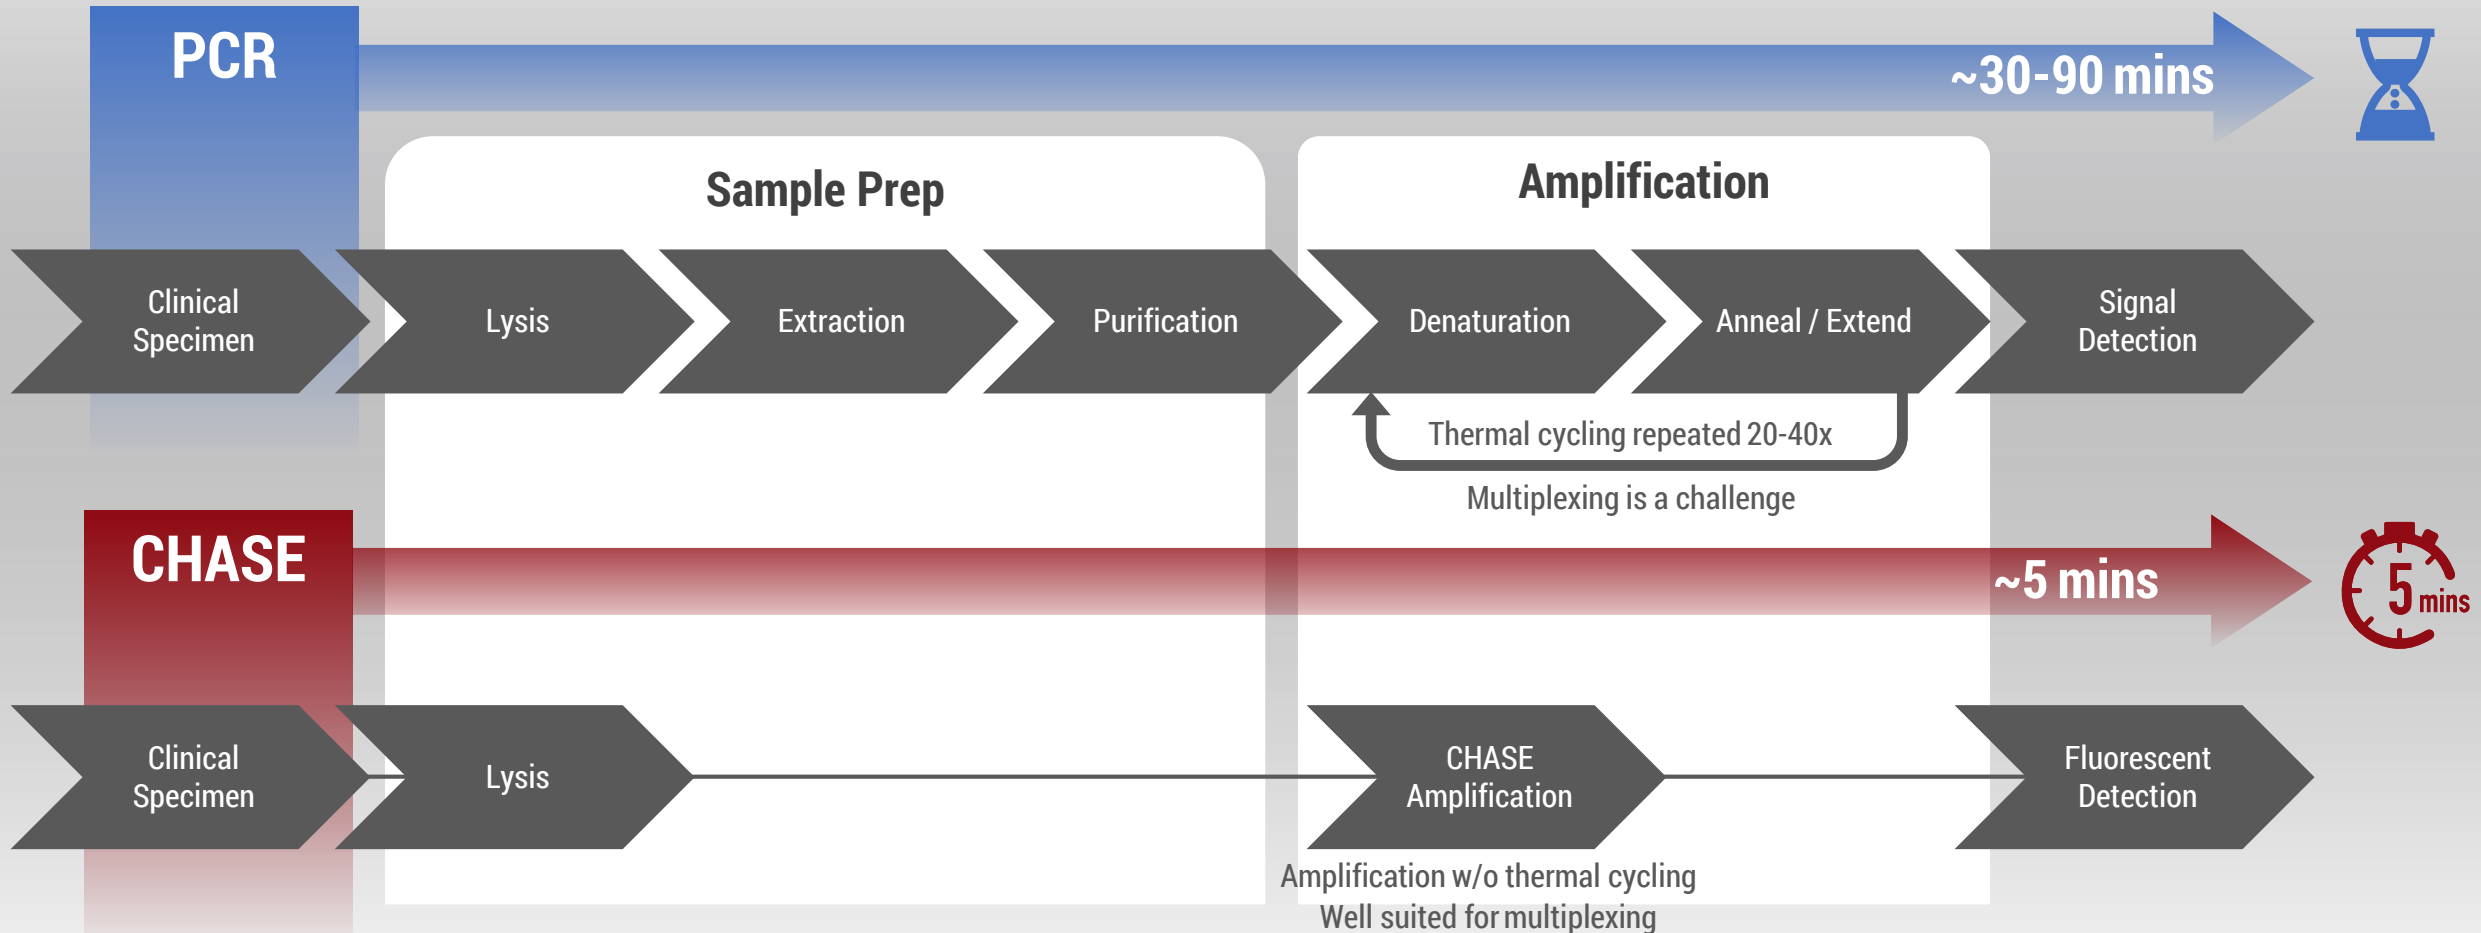 PCR
~30-90 mins
Sample Prep
Amplification
Clinical
Specimen
Lysis
Extraction
Purification
Denaturation
Anneal / Extend
Signal
Detection
Thermal cycling repeated 20-40x
Multiplexing is a challenge
CHASE
~5 mins
5 mins
Clinical
Specimen
Lysis
CHASE
Amplification
Fluorescent
Detection
Amplification w/o thermal cycling
Well suited for multiplexing